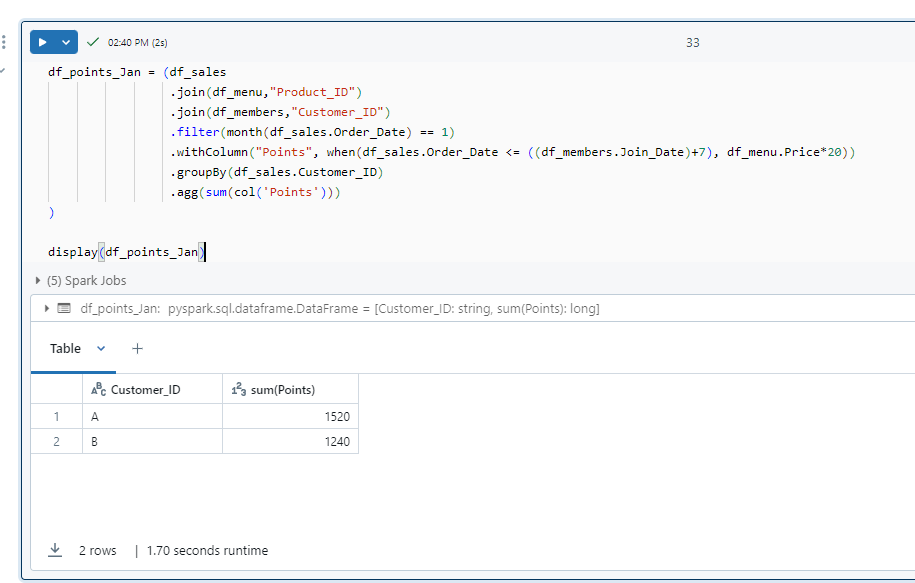 02:40 PM (2s)
33
df_points_Jan = (df_sales
.join(df_menu,"Product_ID")
.join(df_members,"Customer_ID")
.filter(month(df_sales.Order_Date) == 1)
.withColumn("Points", when(df_sales.Order_Date <= ((df_members.Join_Date)+7), df_menu.Price*20))
.groupBy(df_sales.Customer_ID)
.agg(sum(col('Points')))
)
display(df_points_Jan)
(5) Spark Jobs
df_points_Jan: pyspark.sql.dataframe.DataFrame = [Customer_ID: string, sum(Points): long]
Table +
ABC Customer_ID 123 sum(Points)
1 A 1520
2 B 1240
2 rows | 1.70 seconds runtime